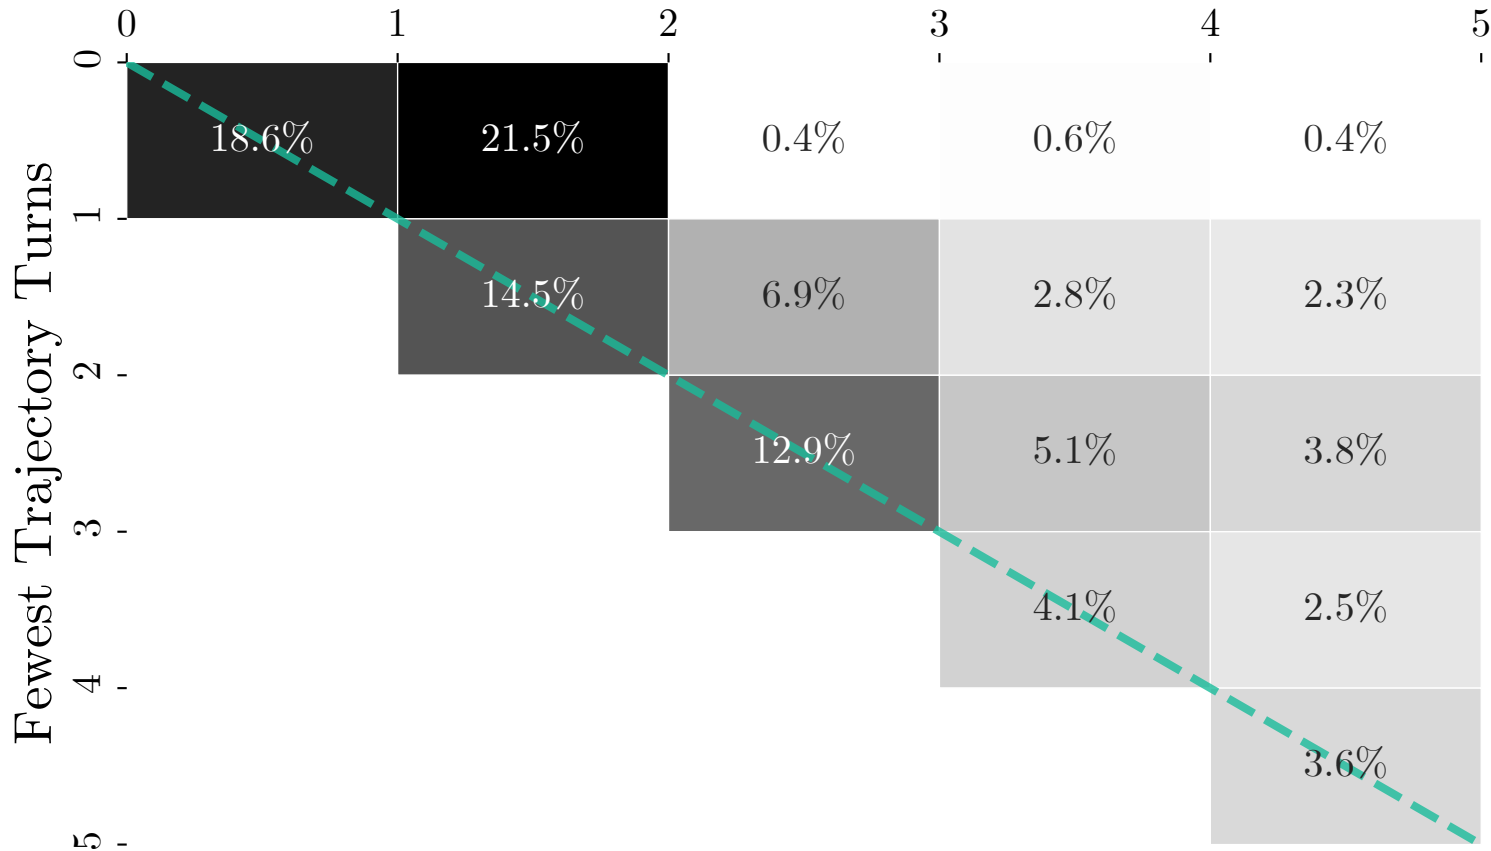 0 1 2 3 4 5
Fewest Trajectory Turns
0 18.6% 21.5% 0.4% 0.6% 0.4%
1 14.5% 6.9% 2.8% 2.3%
2 12.9% 5.1% 3.8%
3 4.1% 2.5%
4 3.6%
5